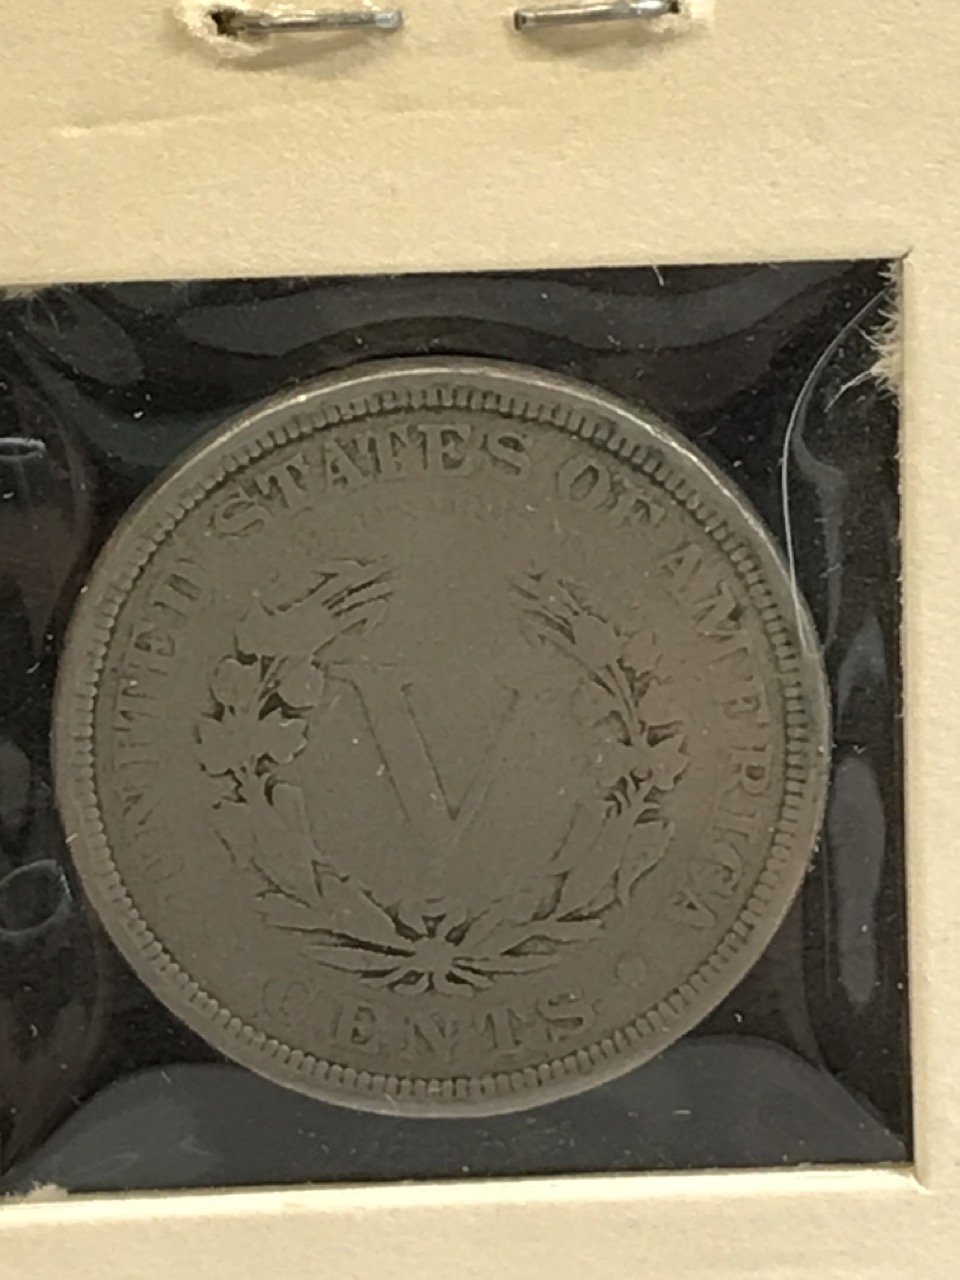 UNITED STATES OF AMERICA
V
CENTS